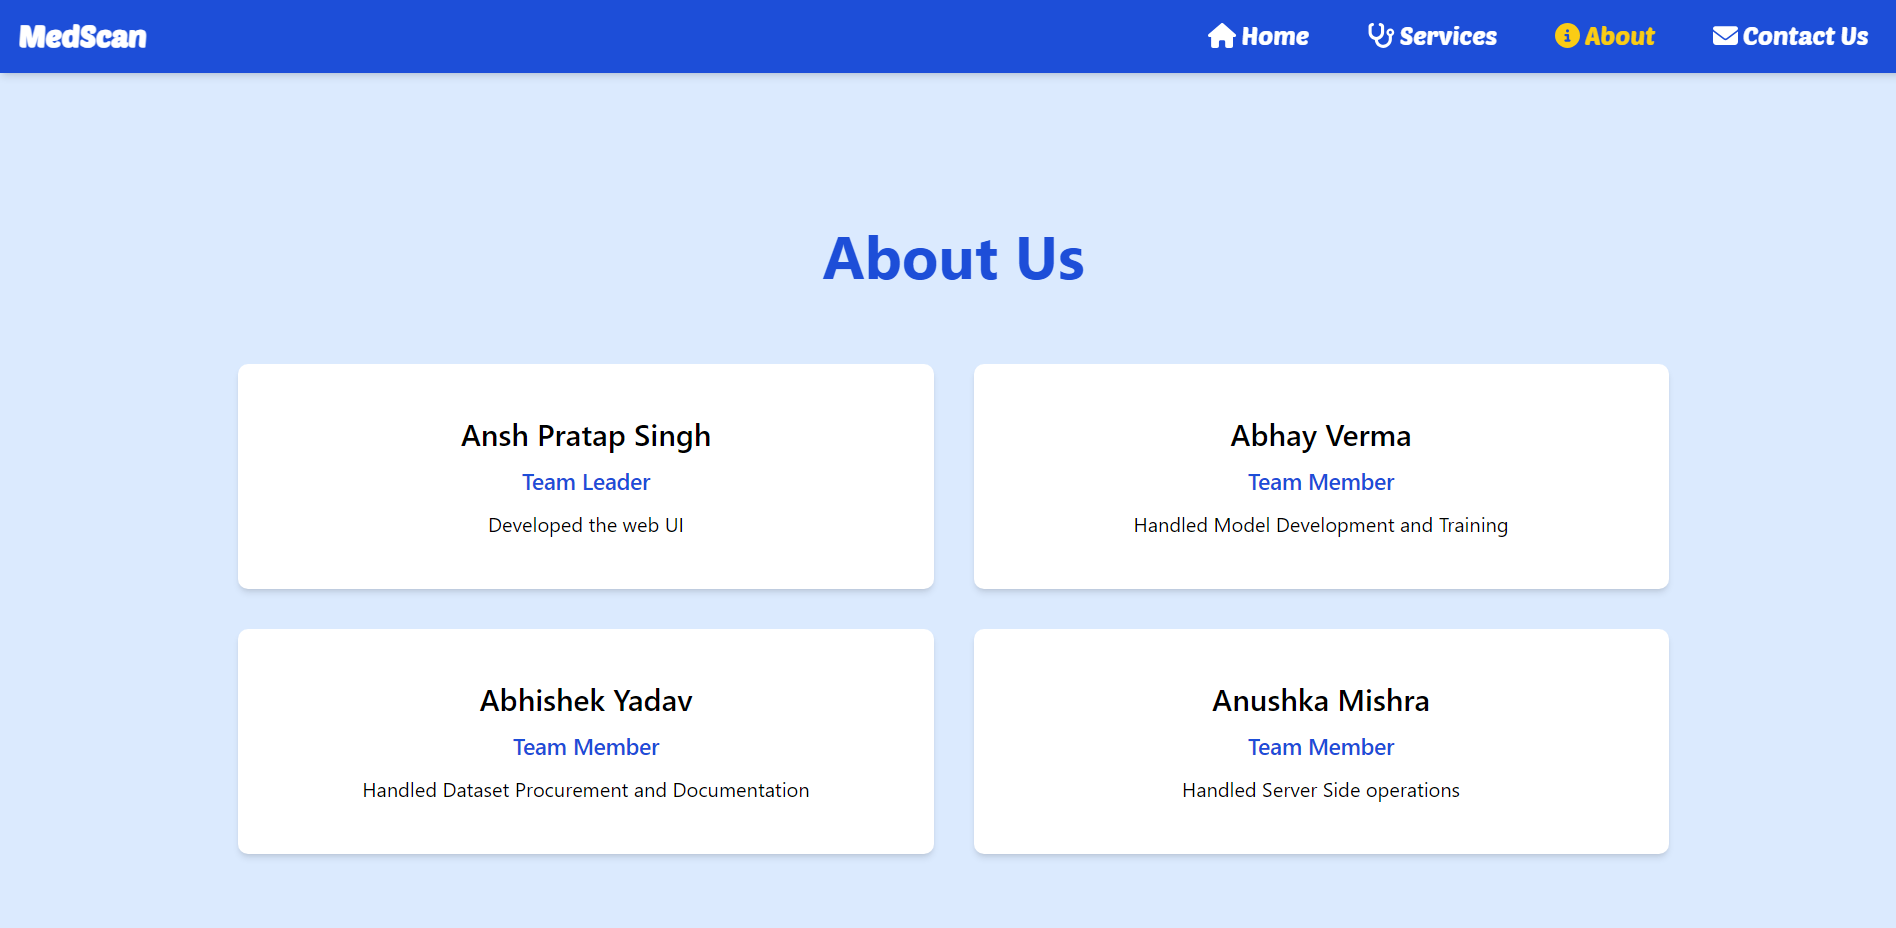 MedScan
Home
Services
About
Contact Us
About Us
Ansh Pratap Singh
Team Leader
Developed the web UI
Abhay Verma
Team Member
Handled Model Development and Training
Abhishek Yadav
Team Member
Handled Dataset Procurement and Documentation
Anushka Mishra
Team Member
Handled Server Side operations